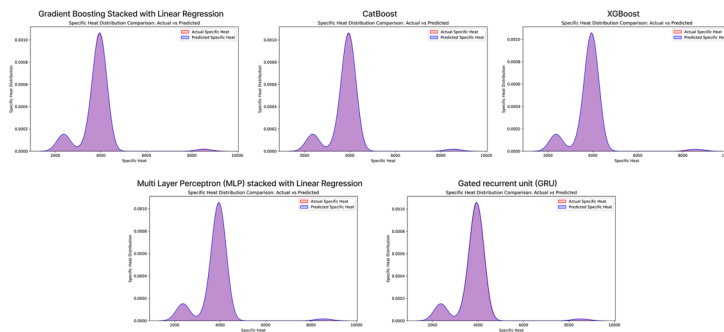 Gradient Boosting Stacked with Linear Regression
Specific Heat Distribution Comparison: Actual vs Predicted
Actual Specific Heat
Predicted Specific Heat
Specific Heat Distribution
0.0010
0.0008
0.0006
0.0004
0.0002
0.0000
2000 4000 6000 8000 10000
Specific Heat
CatBoost
Specific Heat Distribution Comparison: Actual vs Predicted
Actual Specific Heat
Predicted Specific Heat
Specific Heat Distribution
0.0010
0.0008
0.0006
0.0004
0.0002
0.0000
2000 4000 6000 8000 10000
Specific Heat
XGBoost
Specific Heat Distribution Comparison: Actual vs Predicted
Actual Specific Heat
Predicted Specific Heat
Specific Heat Distribution
0.0010
0.0008
0.0006
0.0004
0.0002
0.0000
2000 4000 6000 8000
Specific Heat
Multi Layer Perceptron (MLP) stacked with Linear Regression
Specific Heat Distribution Comparison: Actual vs Predicted
Actual Specific Heat
Predicted Specific Heat
Specific Heat Distribution
0.0010
0.0008
0.0006
0.0004
0.0002
0.0000
2000 4000 6000 8000 10000
Specific Heat
Gated recurrent unit (GRU)
Specific Heat Distribution Comparison: Actual vs Predicted
Actual Specific Heat
Predicted Specific Heat
Specific Heat Distribution
0.0010
0.0008
0.0006
0.0004
0.0002
0.0000
2000 4000 6000 8000 10000
Specific Heat